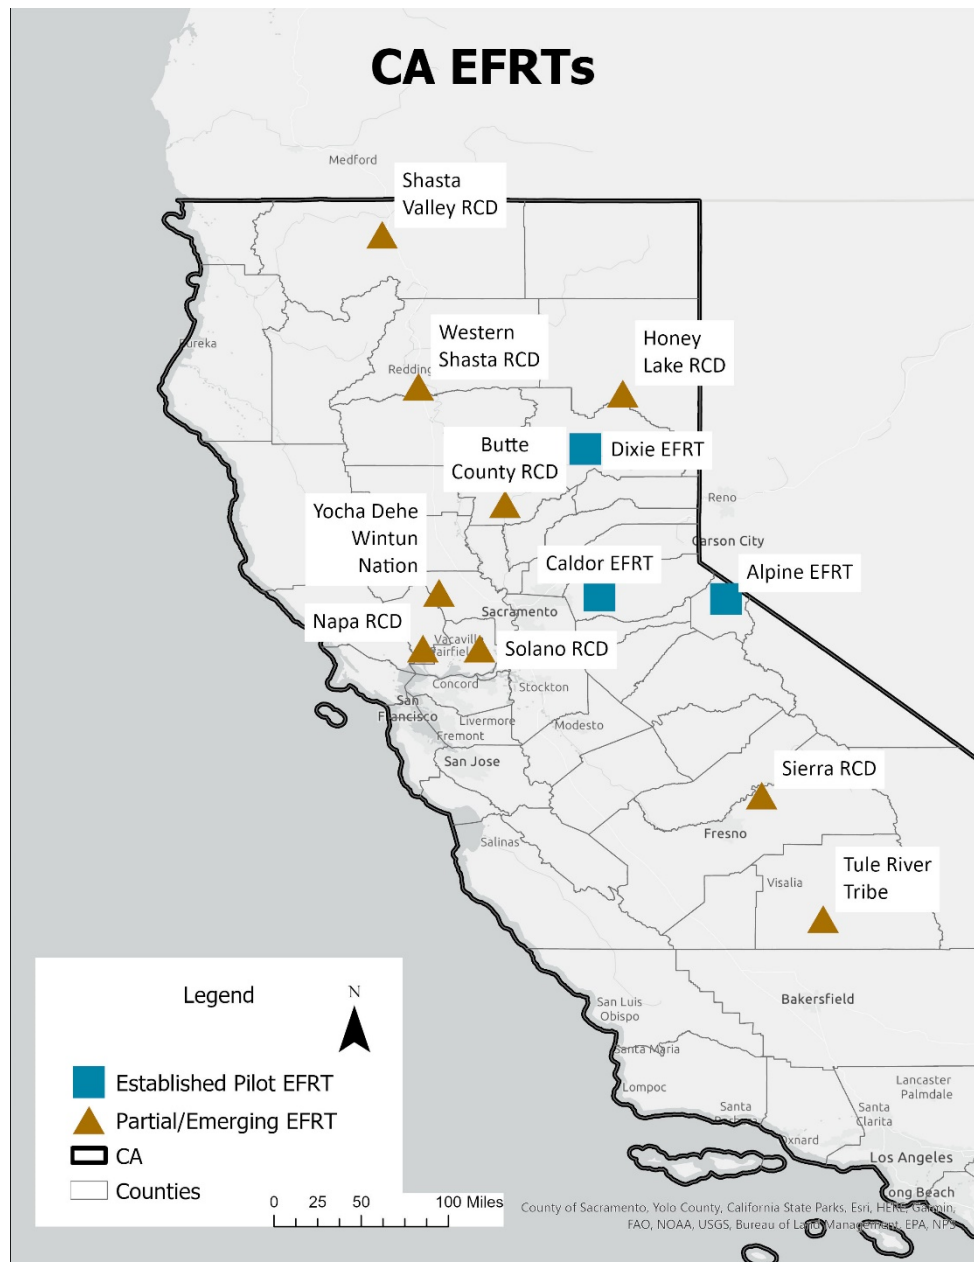 CA EFRTs
Medford
Shasta
Valley RCD
Western
Shasta RCD
Honey
Lake RCD
Eureka
Redding
Butte
County RCD
Dixie EFRT
Reno
Yocha Dehe
Wintun
Nation
Carson City
Caldor EFRT
Alpine EFRT
Sacramento
Napa RCD
Vacaville
Fairfield
Solano RCD
Concord
Stockton
San
Francisco
Livermore
Fremont
Modesto
San Jose
Sierra RCD
Salinas
Fresno
Visalia
Tule River
Tribe
San Luis
Obispo
Bakersfield
Santa Maria
Lompoc
Santa
Lancaster
Palmdale
Santa
Clarita
Oxnard
Los Angeles
Long Beach
Legend
N
Established Pilot EFRT
Partial/Emerging EFRT
CA
Counties
0 25 50 100 Miles
County of Sacramento, Yolo County, California State Parks, Esri, HERE, Garmin,
FAO, NOAA, USGS, Bureau of Land Management, EPA, NPS